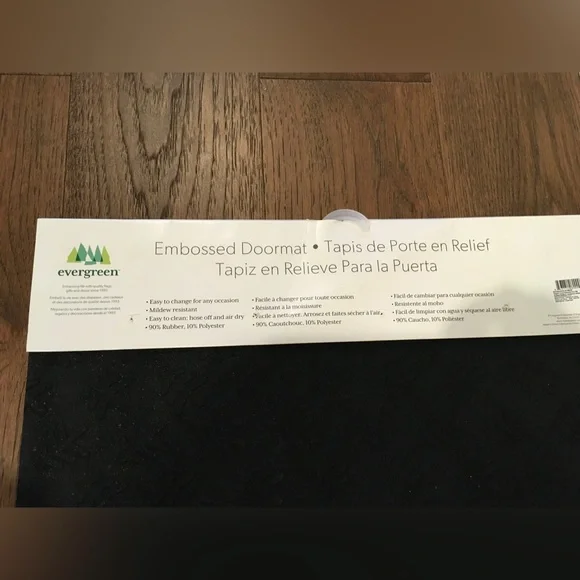 Embossed Doormat • Tapis de Porte en Relief
Tapiz en Relieve Para la Puerta
evergreen
• Easy to change for any occasion
• Mildew resistant
• Easy to clean: hose off and air dry
• 90% Rubber, 10% Polyester
• Facile à changer pour toute occasion
• Résistant à la moisissure
• Facile à nettoyer: Arrosez et faites sécher à l'air
• 90% Caoutchouc, 10% Polyester
• Fácil de cambiar para cualquier ocasión
• Resistente al moho
• Fácil de limpiar con agua y séquese al aire libre
• 90% Caucho, 10% Poliester